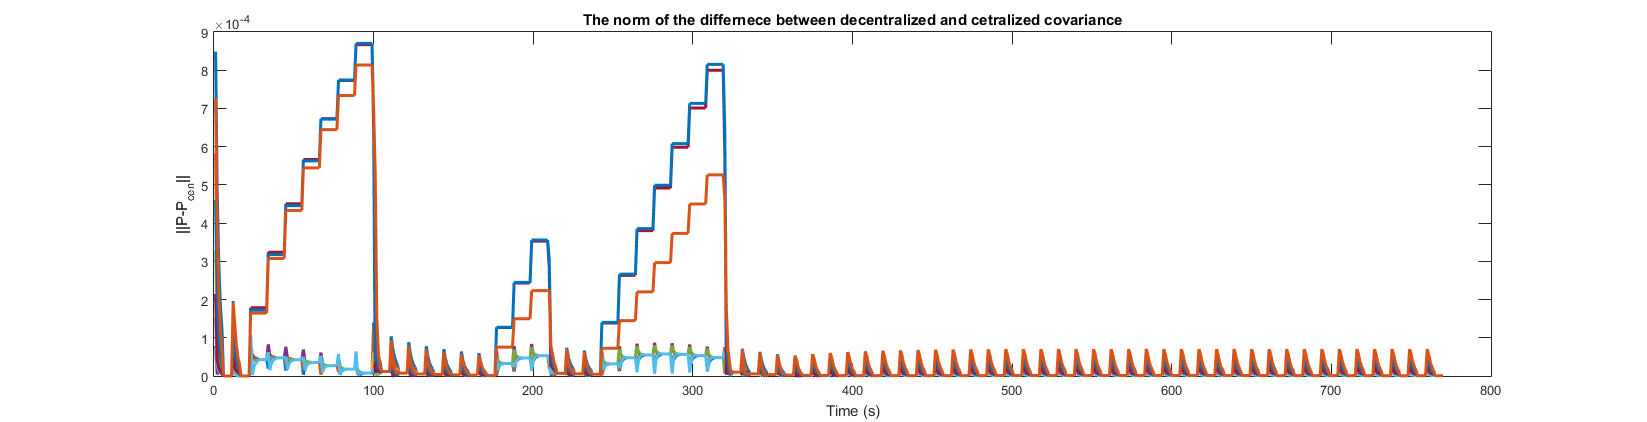 The norm of the differnece between decentralized and cetralized covariance
×10-4
9
8
7
6
5
4
3
2
1
0
||P-Pcen||
0 100 200 300 400 500 600 700 800
Time (s)